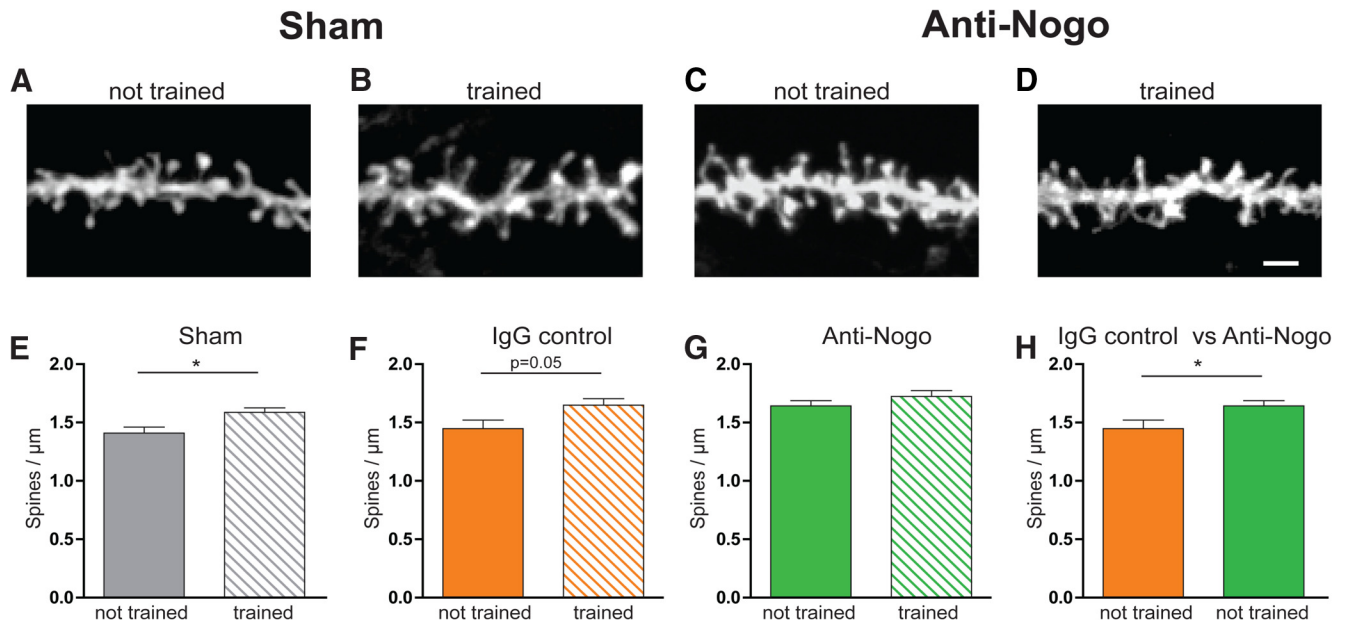 Sham
Anti-Nogo
A
not trained
B
trained
C
not trained
D
trained
E
Sham
*
Spines / µm
2.0
1.5
1.0
0.5
0.0
not trained
trained
F
IgG control
p=0.05
Spines / µm
2.0
1.5
1.0
0.5
0.0
not trained
trained
G
Anti-Nogo
Spines / µm
2.0
1.5
1.0
0.5
0.0
not trained
trained
H
IgG control vs Anti-Nogo
*
Spines / µm
2.0
1.5
1.0
0.5
0.0
not trained
not trained